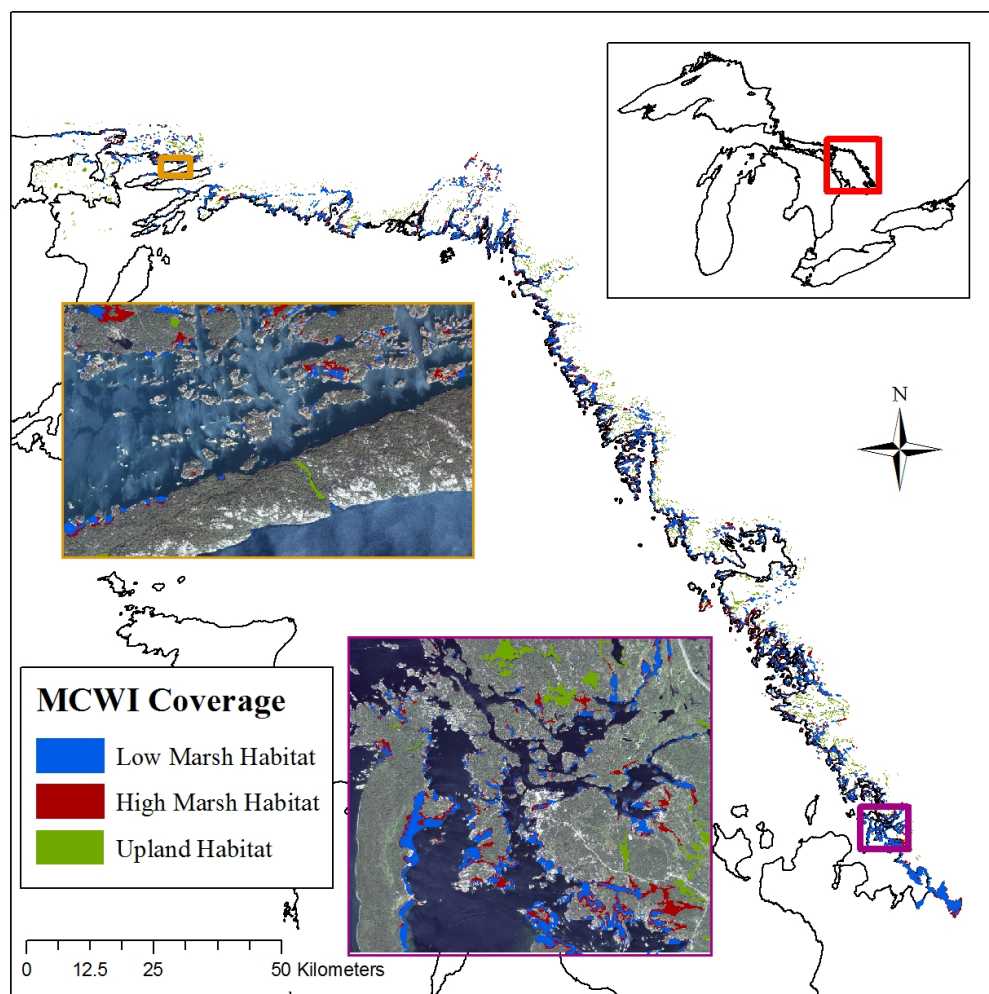 N
MCWI Coverage
Low Marsh Habitat
High Marsh Habitat
Upland Habitat
0 12.5 25 50 Kilometers